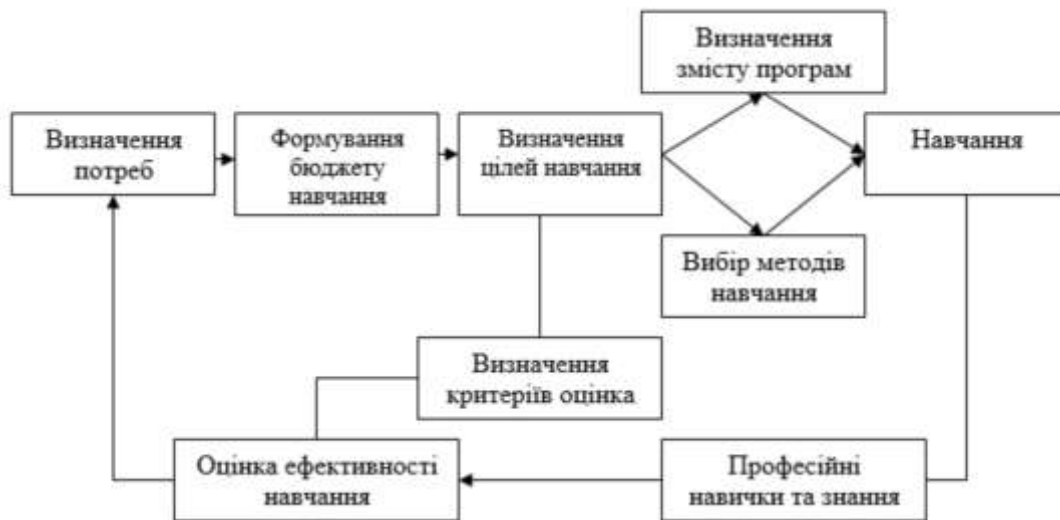 Визначення
змісту програм
Визначення
потреб
Формування
бюджету
навчання
Визначення
цілей навчання
Навчання
Вибір методів
навчання
Визначення
критеріїв оцінка
Оцінка ефективності
навчання
Професійні
навички та знання